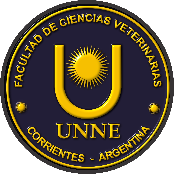 FACULTAD DE CIENCIAS VETERINARIAS
UNNE
CORRIENTES - ARGENTINA